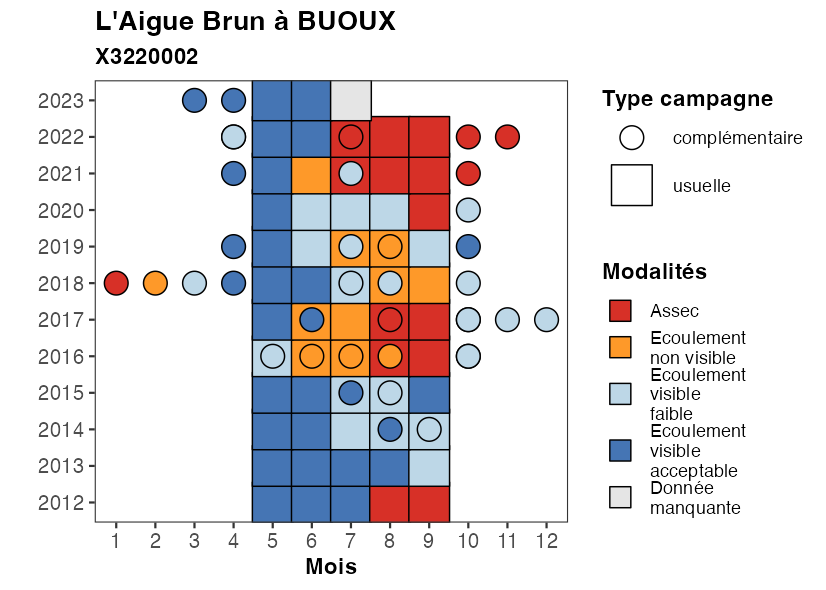 L'Aigue Brun à BUOUX
X3220002
2023
2022
2021
2020
2019
2018
2017
2016
2015
2014
2013
2012
1 2 3 4 5 6 7 8 9 10 11 12
Mois
Type campagne
complémentaire
usuelle
Modalités
Assec
Ecoulement
non visible
Ecoulement
visible
faible
Ecoulement
visible
acceptable
Donnée
manquante